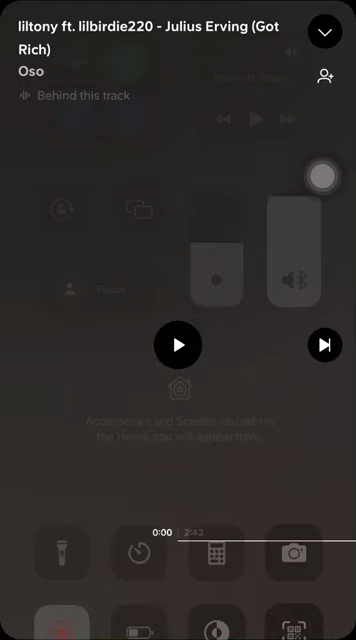 liltony ft. lilbirdie220 - Julius Erving (Got
Rich)
Oso
Behind this track
Focus
Accessories and Scenes you add in
the Home app will appear here.
0:00 | 2:42